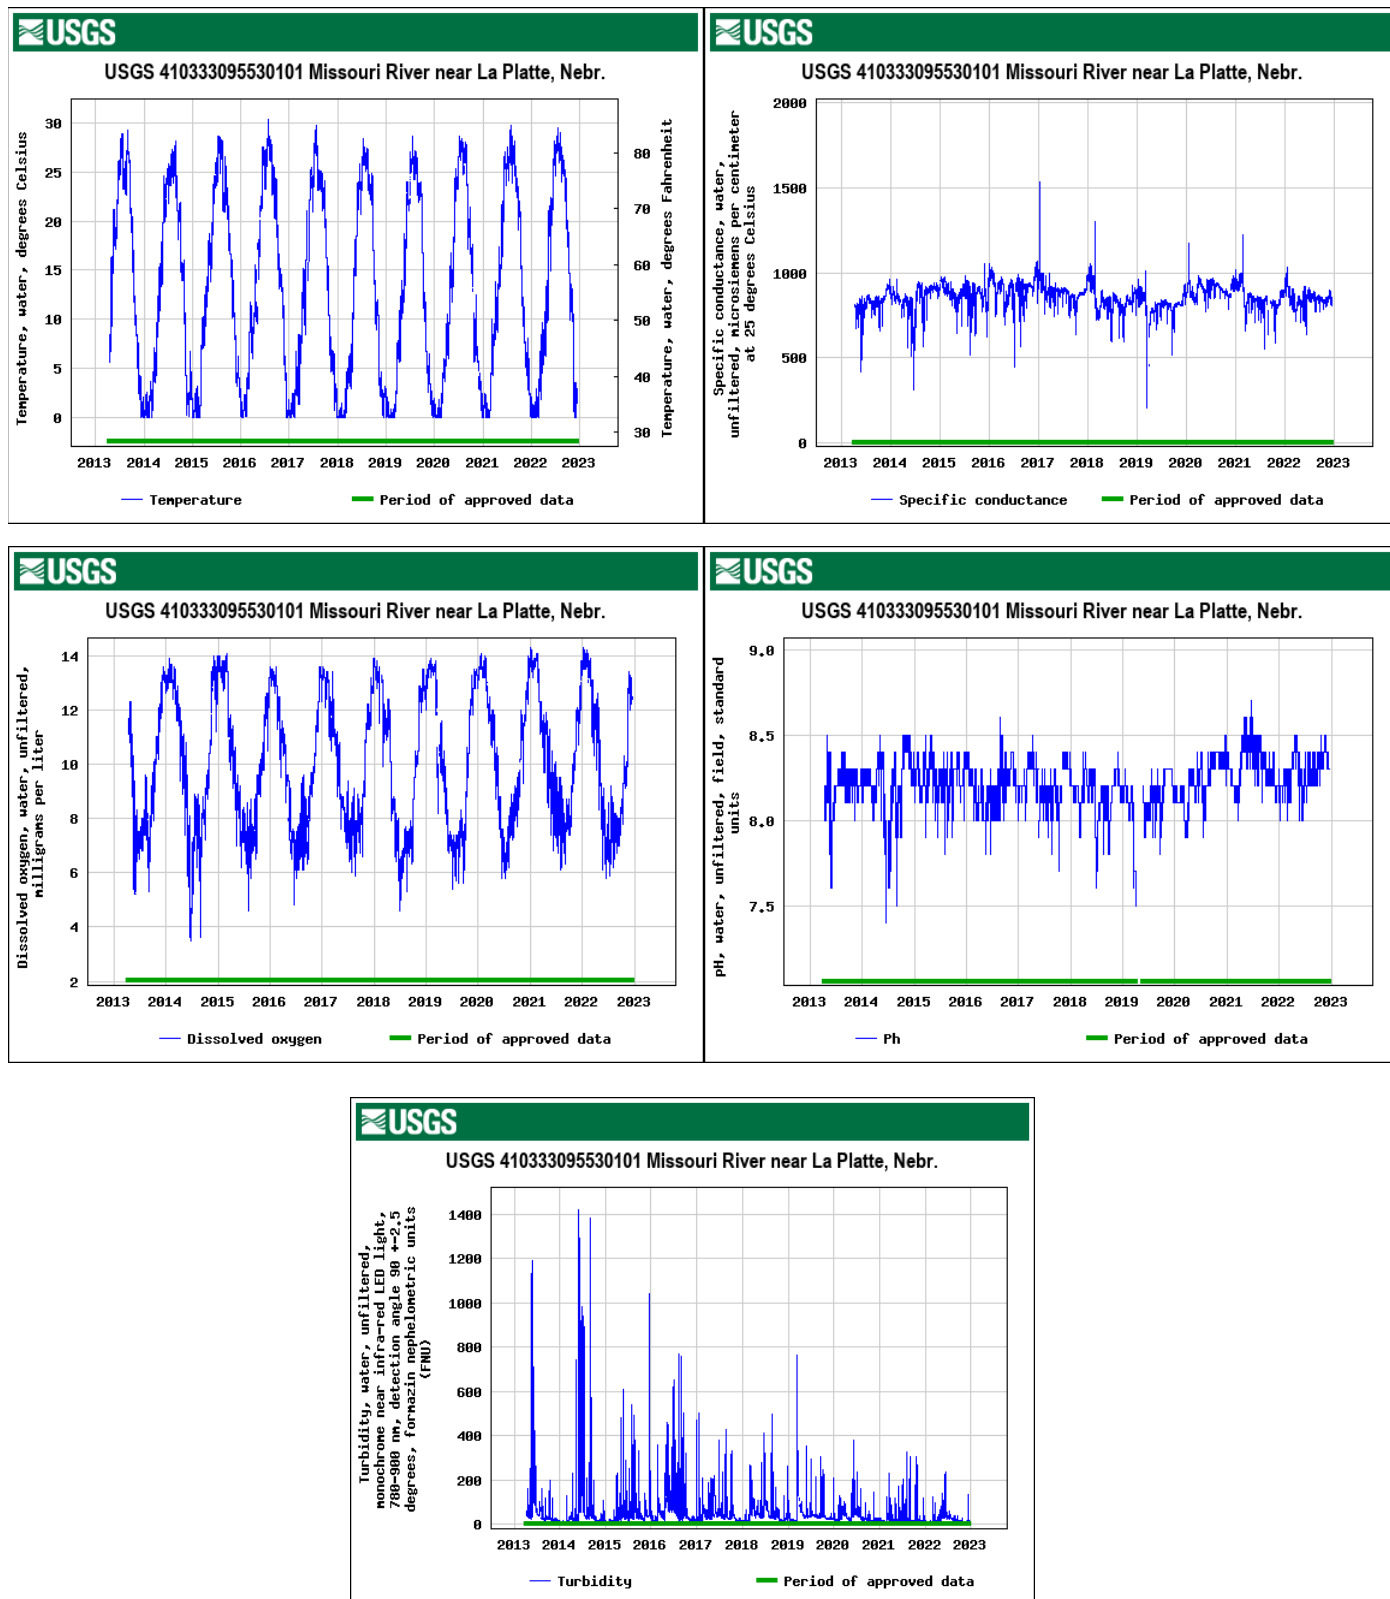 USGS
USGS 410333095530101 Missouri River near La Platte, Nebr.
Temperature, water, degrees Celsius
30
25
20
15
10
5
0
80
70
60
50
40
30
Temperature, water, degrees Fahrenheit
2013 2014 2015 2016 2017 2018 2019 2020 2021 2022 2023
Temperature Period of approved data
USGS
USGS 410333095530101 Missouri River near La Platte, Nebr.
Specific conductance, water,
unfiltered, microsiemens per centimeter
at 25 degrees Celsius
2000
1500
1000
500
0
2013 2014 2015 2016 2017 2018 2019 2020 2021 2022 2023
Specific conductance Period of approved data
USGS
USGS 410333095530101 Missouri River near La Platte, Nebr.
Dissolved oxygen, water, unfiltered,
milligrams per liter
14
12
10
8
6
4
2
2013 2014 2015 2016 2017 2018 2019 2020 2021 2022 2023
Dissolved oxygen Period of approved data
USGS
USGS 410333095530101 Missouri River near La Platte, Nebr.
pH, water, unfiltered, field, standard
units
9.0
8.5
8.0
7.5
2013 2014 2015 2016 2017 2018 2019 2020 2021 2022 2023
Ph Period of approved data
USGS
USGS 410333095530101 Missouri River near La Platte, Nebr.
Turbidity, water, unfiltered,
monochrome near infra-red LED light,
780-900 nm, detection angle 90 +-2.5
degrees, formazin nephelometric units
(FNU)
1400
1200
1000
800
600
400
200
0
2013 2014 2015 2016 2017 2018 2019 2020 2021 2022 2023
Turbidity Period of approved data